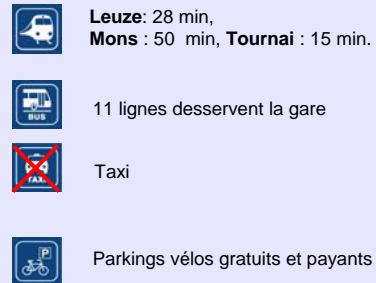 Leuze: 28 min,
Mons : 50 min, Tournai : 15 min.
BUS
11 lignes desservent la gare
TAXI
Taxi
P
Parkings vélos gratuits et payants